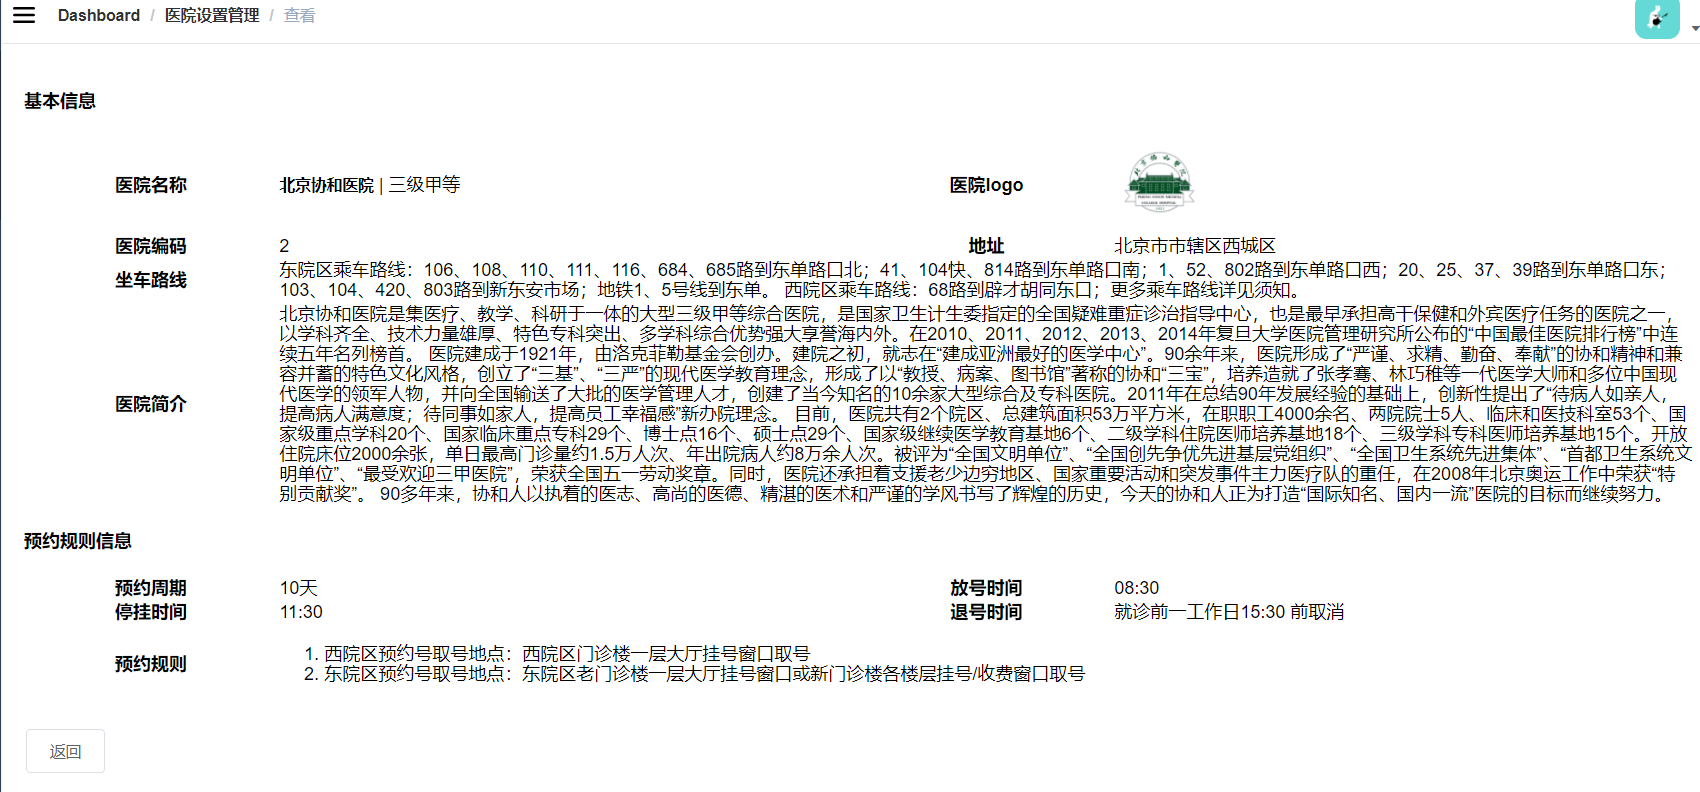 Dashboard / 医院设置管理 / 查看
基本信息
医院名称 北京协和医院 | 三级甲等 医院logo
医院编码 2 地址 北京市市辖区西城区
坐车路线
东院区乘车路线：106、108、110、111、116、684、685路到东单路口北；41、104快、814路到东单路口南；1、52、802路到东单路口西；20、25、37、39路到东单路口东；
103、104、420、803路到新东安市场；地铁1、5号线到东单。 西院区乘车路线：68路到辟才胡同东口；更多乘车路线详见须知。
医院简介
北京协和医院是集医疗、教学、科研于一体的大型三级甲等综合医院，是国家卫生计生委指定的全国疑难重症诊治指导中心，也是最早承担高干保健和外宾医疗任务的医院之一，
以学科齐全、技术力量雄厚、特色专科突出、多学科综合优势强大享誉海内外。在2010、2011、2012、2013、2014年复旦大学医院管理研究所公布的“中国最佳医院排行榜”中连
续五年名列榜首。 医院建成于1921年，由洛克菲勒基金会创办。建院之初，就志在“建成亚洲最好的医学中心”。90余年来，医院形成了“严谨、求精、勤奋、奉献”的协和精神和兼
容并蓄的特色文化风格，创立了“三基”、“三严”的现代医学教育理念，形成了以“教授、病案、图书馆”著称的协和“三宝”，培养造就了张孝骞、林巧稚等一代医学大师和多位中国现
代医学的领军人物，并向全国输送了大批的医学管理人才，创建了当今知名的10余家大型综合及专科医院。2011年在总结90年发展经验的基础上，创新性提出了“待病人如亲人，
提高病人满意度；待同事如家人，提高员工幸福感”新办院理念。 目前，医院共有2个院区、总建筑面积53万平方米，在职职工4000余名、两院院士5人、临床和医技科室53个、国
家级重点学科20个、国家临床重点专科29个、博士点16个、硕士点29个、国家级继续医学教育基地6个、二级学科住院医师培养基地18个、三级学科专科医师培养基地15个。开放
住院床位2000余张，单日最高门诊量约1.5万人次、年出院病人约8万余人次。被评为“全国文明单位”、“全国创先争优先进基层党组织”、“全国卫生系统先进集体”、“首都卫生系统文
明单位”、“最受欢迎三甲医院”，荣获全国五一劳动奖章。同时，医院还承担着支援老少边穷地区、国家重要活动和突发事件主力医疗队的重任，在2008年北京奥运工作中荣获“特
别贡献奖”。 90多年来，协和人以执着的医志、高尚的医德、精湛的医术和严谨的学风书写了辉煌的历史，今天的协和人正为打造“国际知名、国内一流”医院的目标而继续努力。
预约规则信息
预约周期 10天 放号时间 08:30
停挂时间 11:30 退号时间 就诊前一工作日15:30 前取消
预约规则
1. 西院区预约号取号地点：西院区门诊楼一层大厅挂号窗口取号
2. 东院区预约号取号地点：东院区老门诊楼一层大厅挂号窗口或新门诊楼各楼层挂号/收费窗口取号
返回